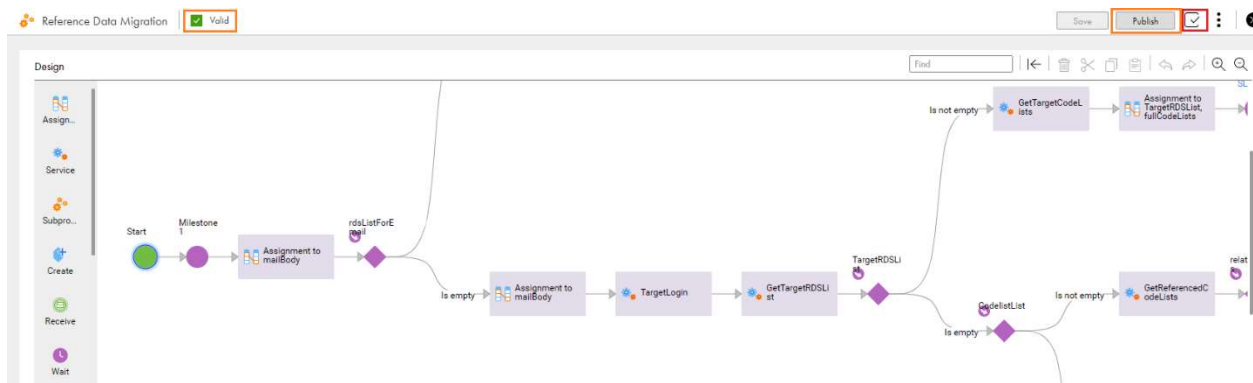 Reference Data Migration
Valid
Save
Publish
Design
Find
Assign...
Service
Subpro...
Create
Receive
Wait
Start
Milestone
1
Assignment to
mailBody
rdsListForE
mail
Is empty
Assignment to
mailBody
TargetLogin
GetTargetRDSLi
st
TargetRDSLi
st
Is not empty
GetTargetCodeL
ists
Assignment to
TargetRDSList,
fullCodeLists
SL
Is empty
CodelistList
Is not empty
GetReferencedC
odeLists
relat